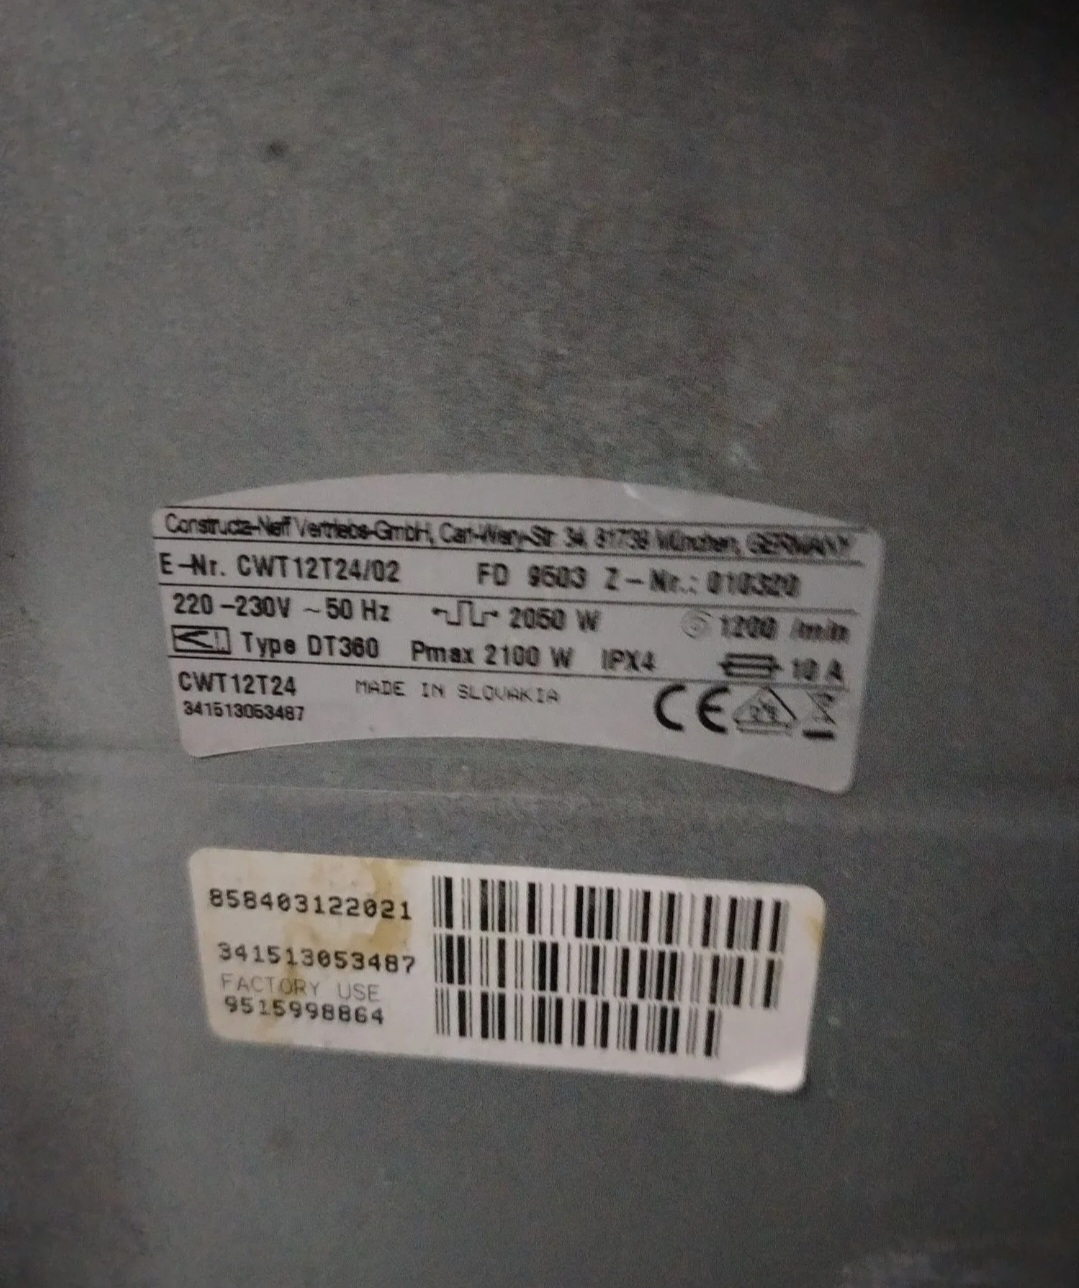 Constructa-Neff Vertriebs-GmbH, Carl-Wery-Str. 34, 81739 München, GERMANY
E-Nr. CWT12T24/02 FD 9503 Z-Nr.: 010320
220-230V ~ 50 Hz 2050 W 1200 /min
Type DT360 Pmax 2100 W IPX4 10 A
CWT12T24 MADE IN SLOVAKIA
341513053487 CE
858403122021
341513053487
FACTORY USE
9515998864